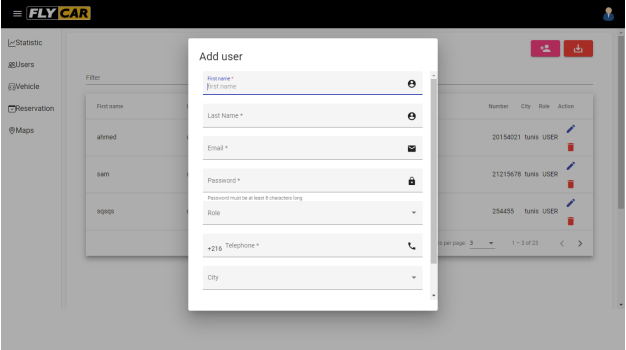 FLY CAR
Statistic
Users
Vehicle
Reservation
Maps
Filter
First name Number City Role Action
ahmed 20154021 tunis USER
sam 21215678 tunis USER
sqsqs 254455 tunis USER
per page: 3 1 – 3 of 23
Add user
First name *
first name
Last Name *
Email *
Password *
Password must be at least 8 characters long
Role
+216 Telephone *
City